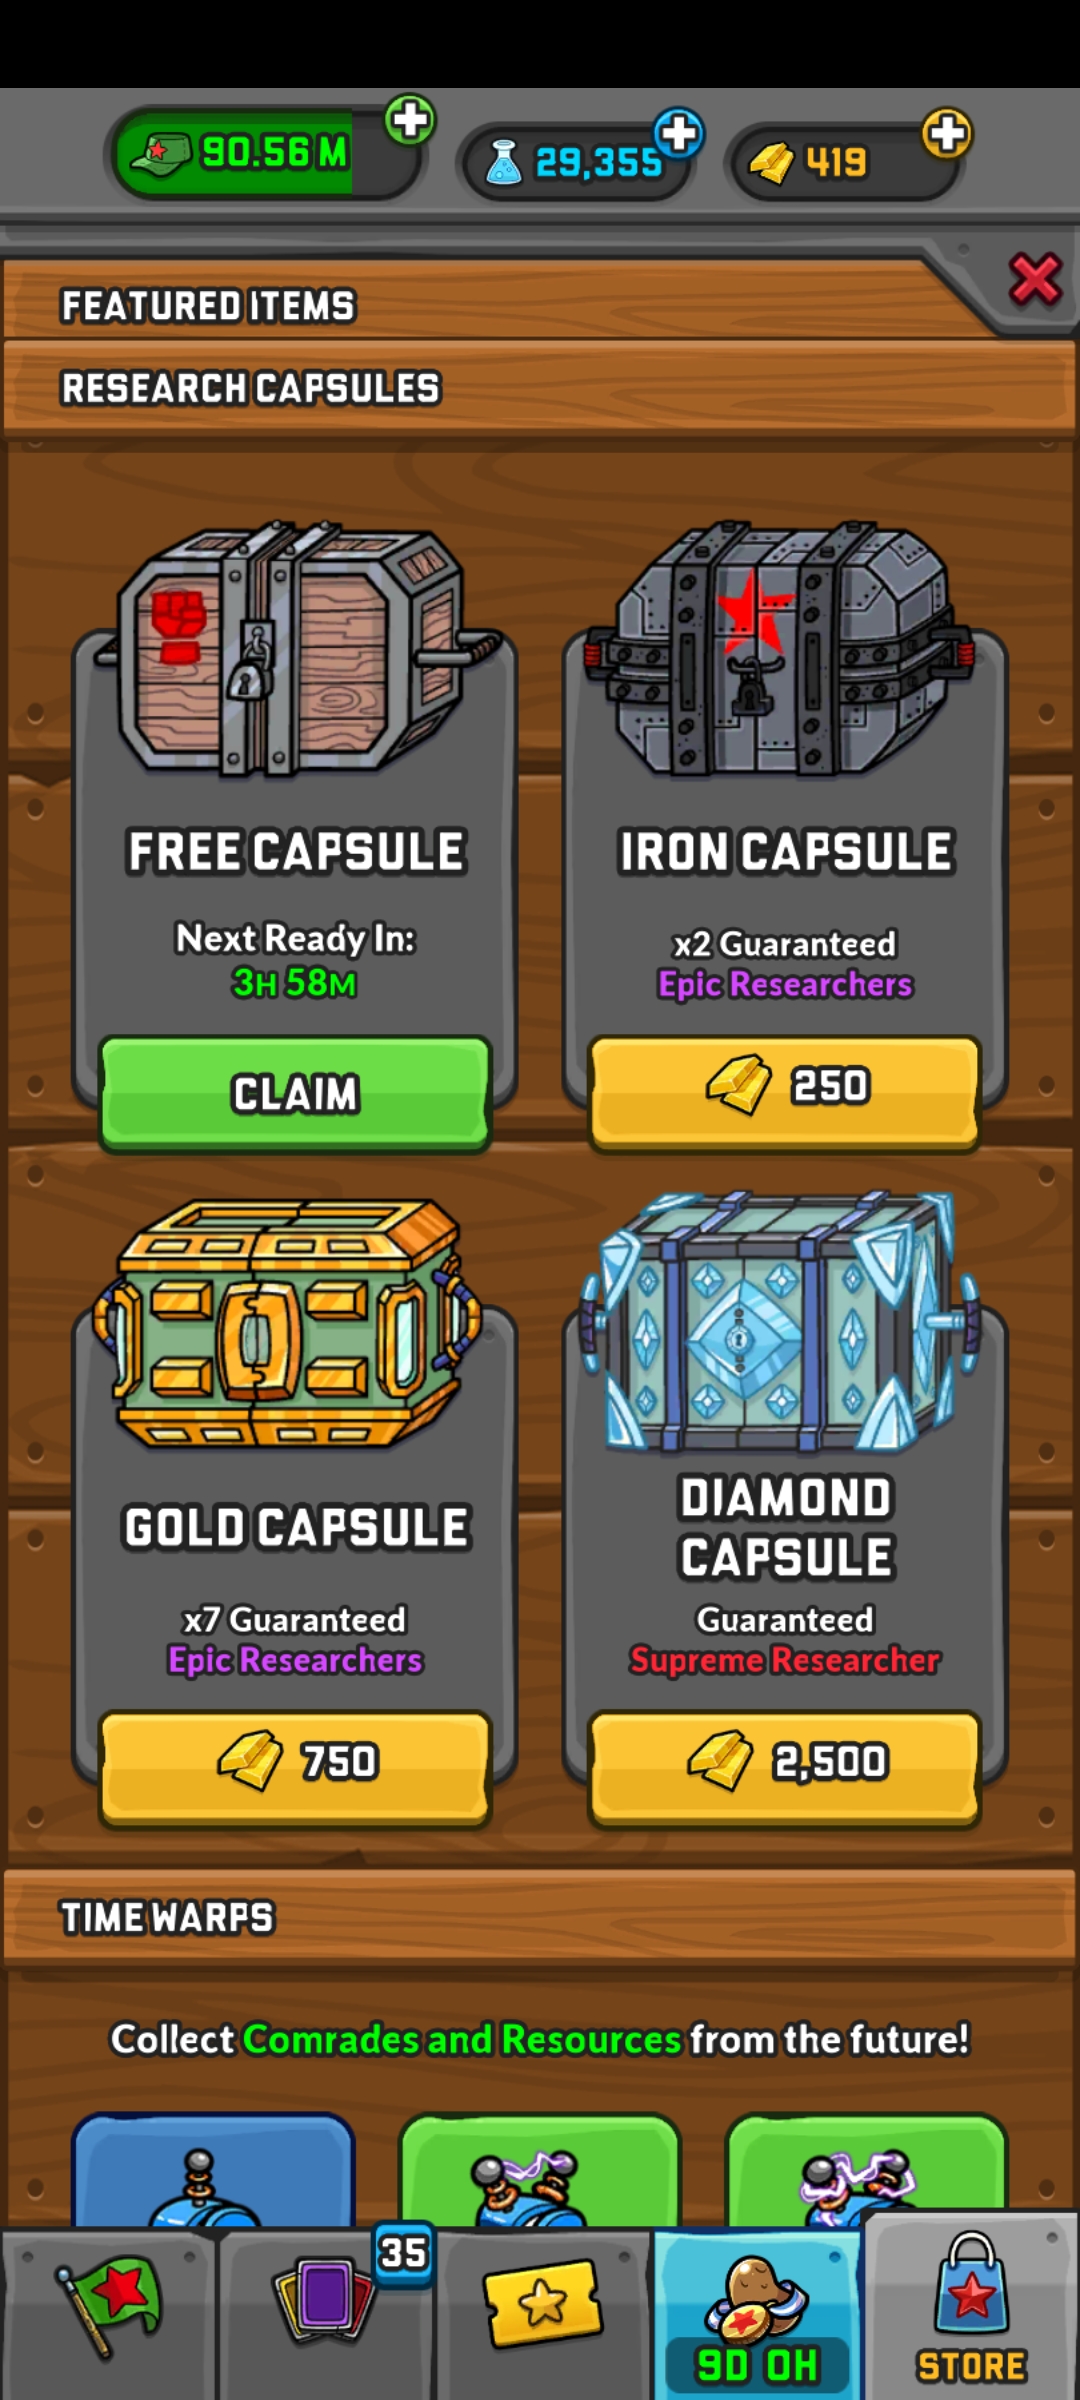 90.56M
29,355
419
FEATURED ITEMS
RESEARCH CAPSULES
FREE CAPSULE
Next Ready In:
3H 58M
CLAIM
IRON CAPSULE
x2 Guaranteed
Epic Researchers
250
GOLD CAPSULE
x7 Guaranteed
Epic Researchers
750
DIAMOND
CAPSULE
Guaranteed
Supreme Researcher
2,500
TIME WARPS
Collect Comrades and Resources from the future!
35
9D 0H
STORE